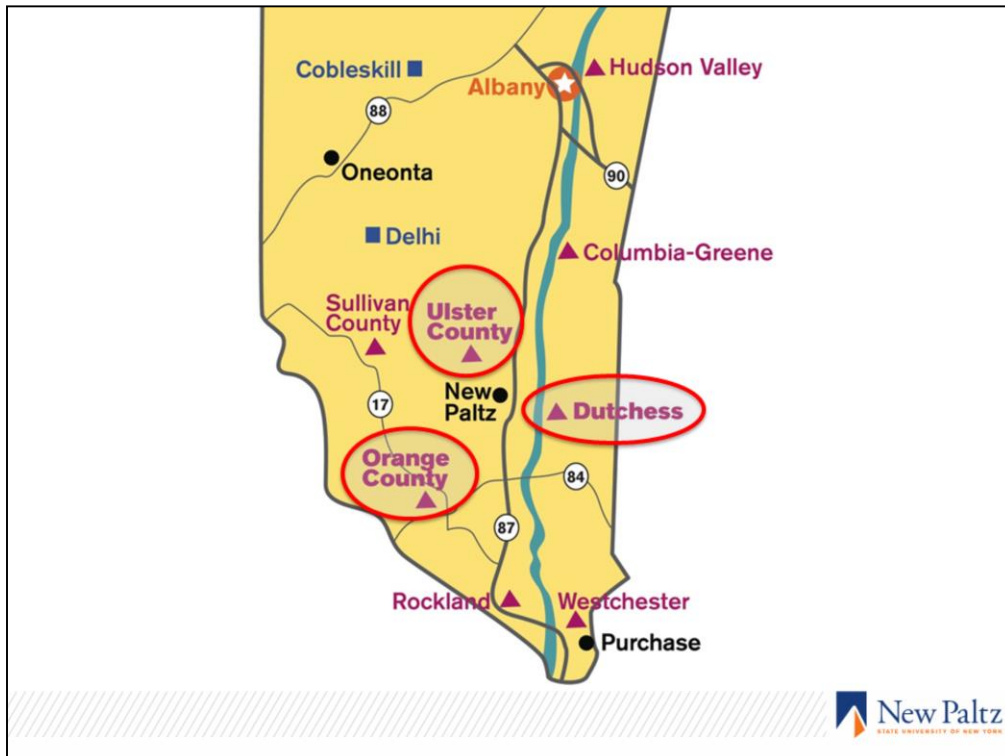 Cobleskill
Hudson Valley
Albany
88
Oneonta
90
Delhi
Columbia-Greene
Sullivan
County
Ulster
County
New
Paltz
17
Dutchess
Orange
County
84
87
Rockland
Westchester
Purchase
New Paltz
STATE UNIVERSITY OF NEW YORK